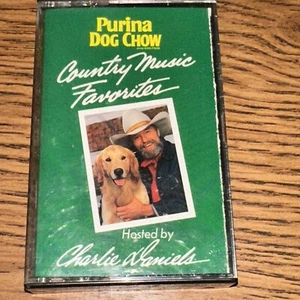 Purina
DOG CHOW
Country Music
Favorites
Hosted by
Charlie Daniels